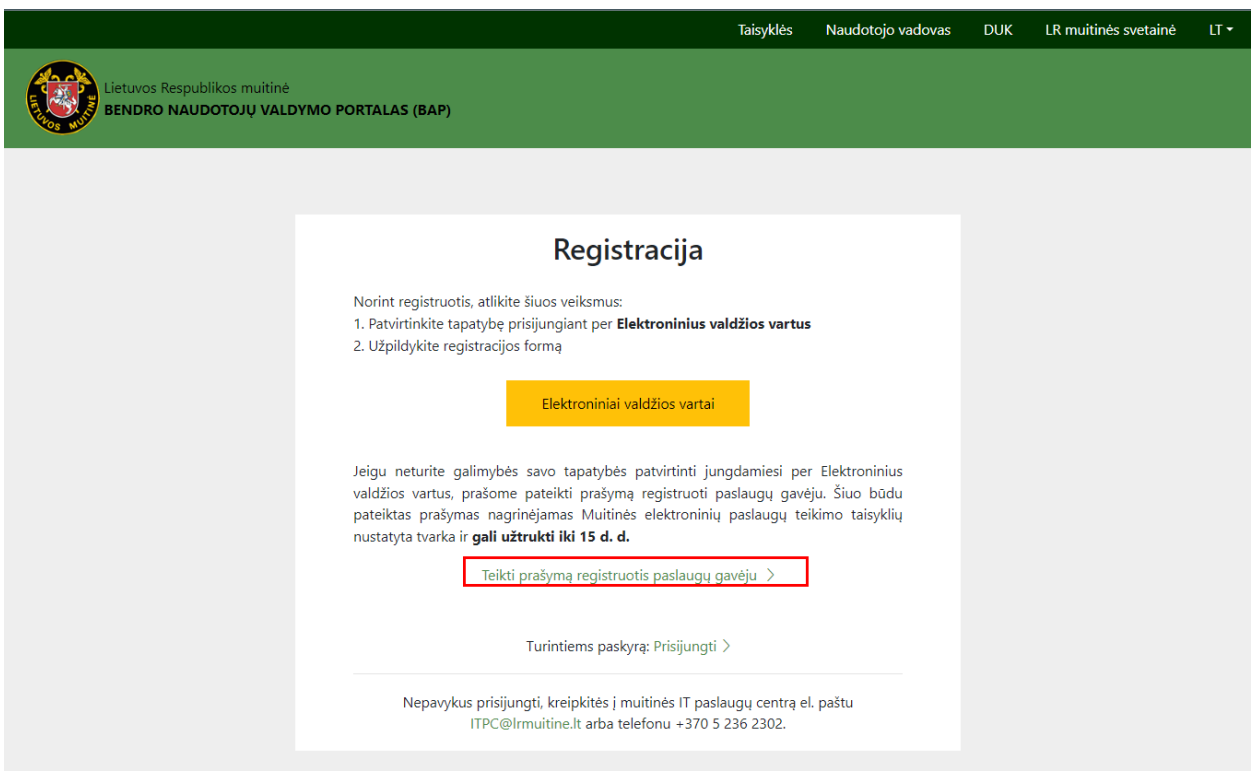 Taisyklės Naudotojo vadovas DUK LR muitinės svetainė LT
LIETUVOS MUITINĖ
Lietuvos Respublikos muitinė
BENDRO NAUDOTOJŲ VALDYMO PORTALAS (BAP)
Registracija
Norint registruotis, atlikite šiuos veiksmus:
1. Patvirtinkite tapatybę prisijungiant per Elektroninius valdžios vartus
2. Užpildykite registracijos formą
Elektroniniai valdžios vartai
Jeigu neturite galimybės savo tapatybės patvirtinti jungdamiesi per Elektroninius
valdžios vartus, prašome pateikti prašymą registruoti paslaugų gavėju. Šiuo būdu
pateiktas prašymas nagrinėjamas Muitinės elektroninių paslaugų teikimo taisyklių
nustatyta tvarka ir gali užtrukti iki 15 d. d.
Teikti prašymą registruotis paslaugų gavėju >
Turintiems paskyrą: Prisijungti >
Nepavykus prisijungti, kreipkitės į muitinės IT paslaugų centrą el. paštu
ITPC@lrmuitine.lt arba telefonu +370 5 236 2302.